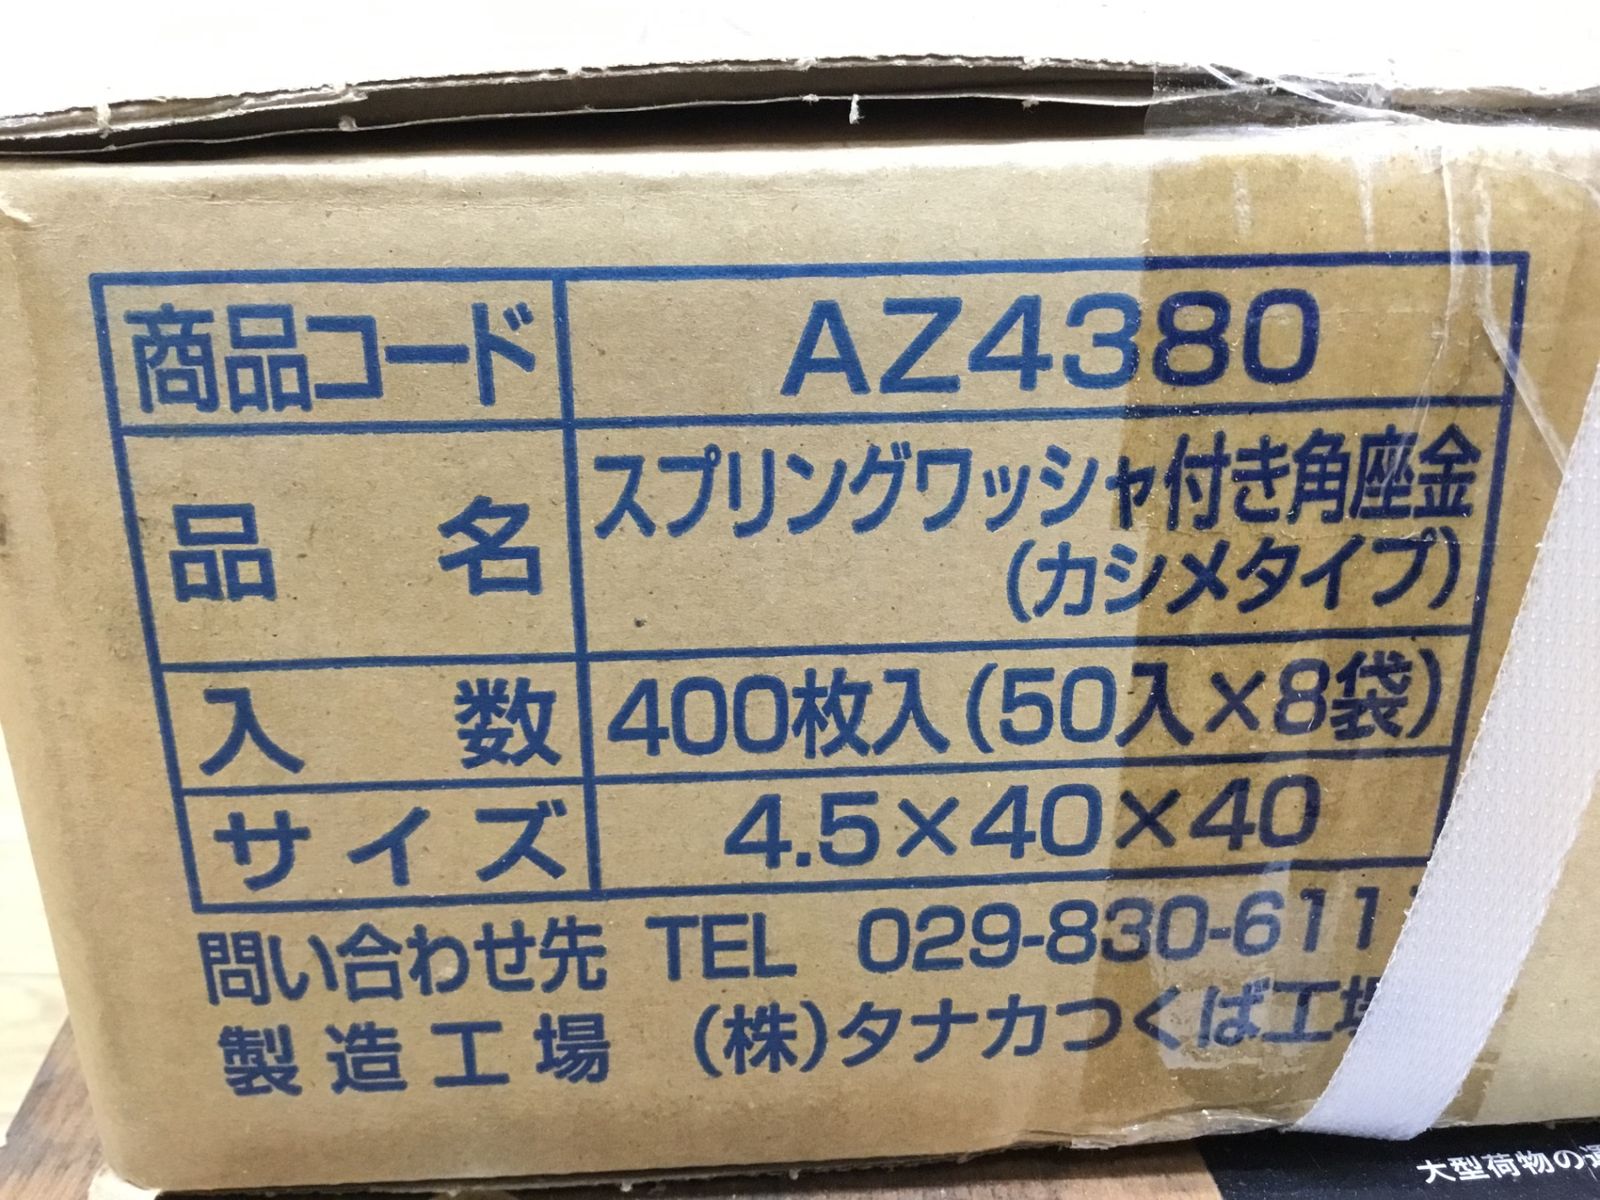 商品コード AZ4380
品名 スプリングワッシャ付き角座金
(カシメタイプ)
入数 400枚入(50入×8袋)
サイズ 4.5×40×40
問い合わせ先 TEL 029-830-611
製造工場 (株)タナカつくば工場
大型荷物の